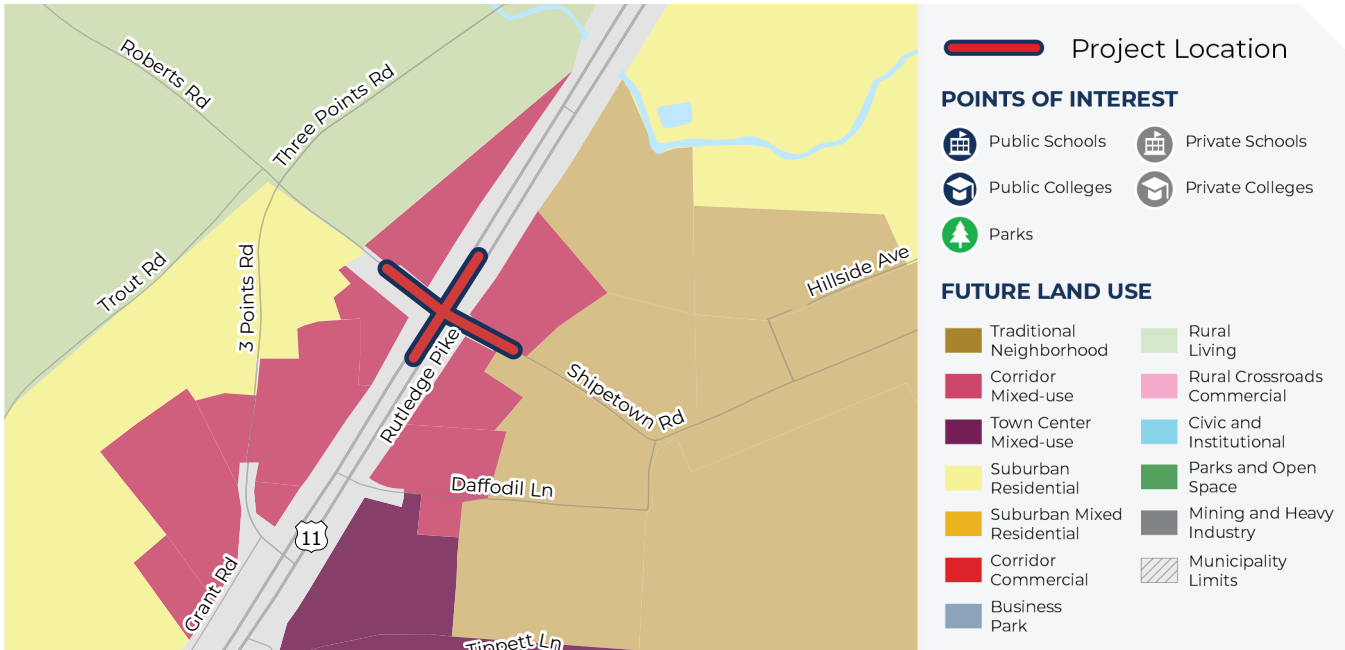 Roberts Rd
Three Points Rd
Trout Rd
3 Points Rd
Rutledge Pike
Shipetown Rd
Hillside Ave
Daffodil Ln
11
Grant Rd
Tippett Ln
Project Location
POINTS OF INTEREST
Public Schools
Private Schools
Public Colleges
Private Colleges
Parks
FUTURE LAND USE
Traditional
Neighborhood
Corridor
Mixed-use
Town Center
Mixed-use
Suburban
Residential
Suburban Mixed
Residential
Corridor
Commercial
Business
Park
Rural
Living
Rural Crossroads
Commercial
Civic and
Institutional
Parks and Open
Space
Mining and Heavy
Industry
Municipality
Limits